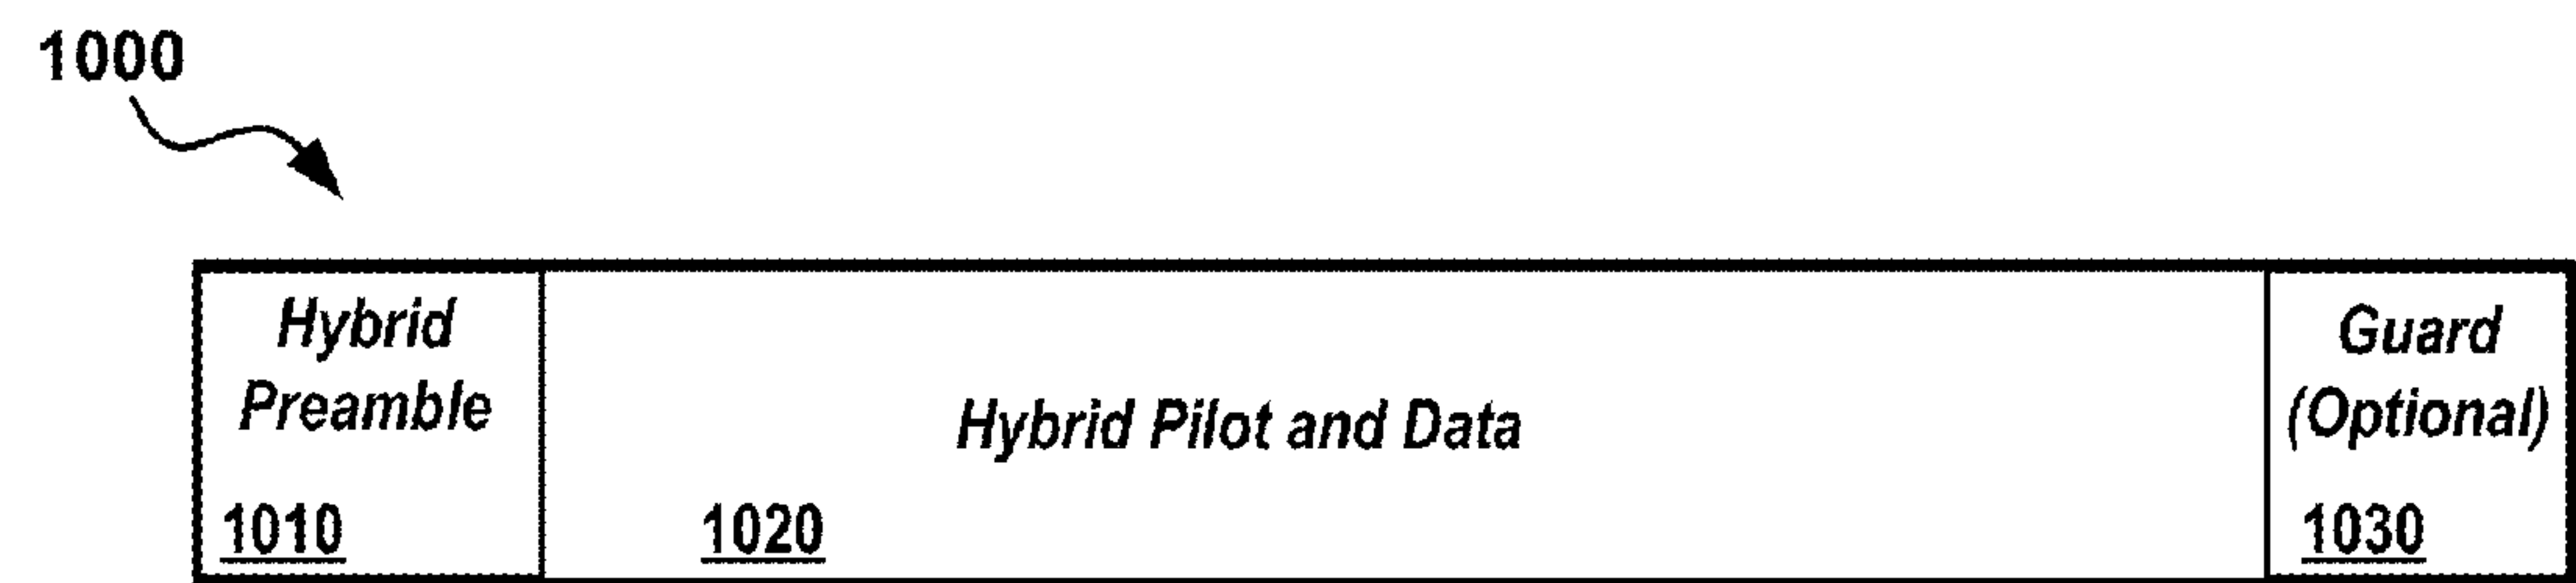 1000
Hybrid
Preamble
1010
Hybrid Pilot and Data
1020
Guard
(Optional)
1030